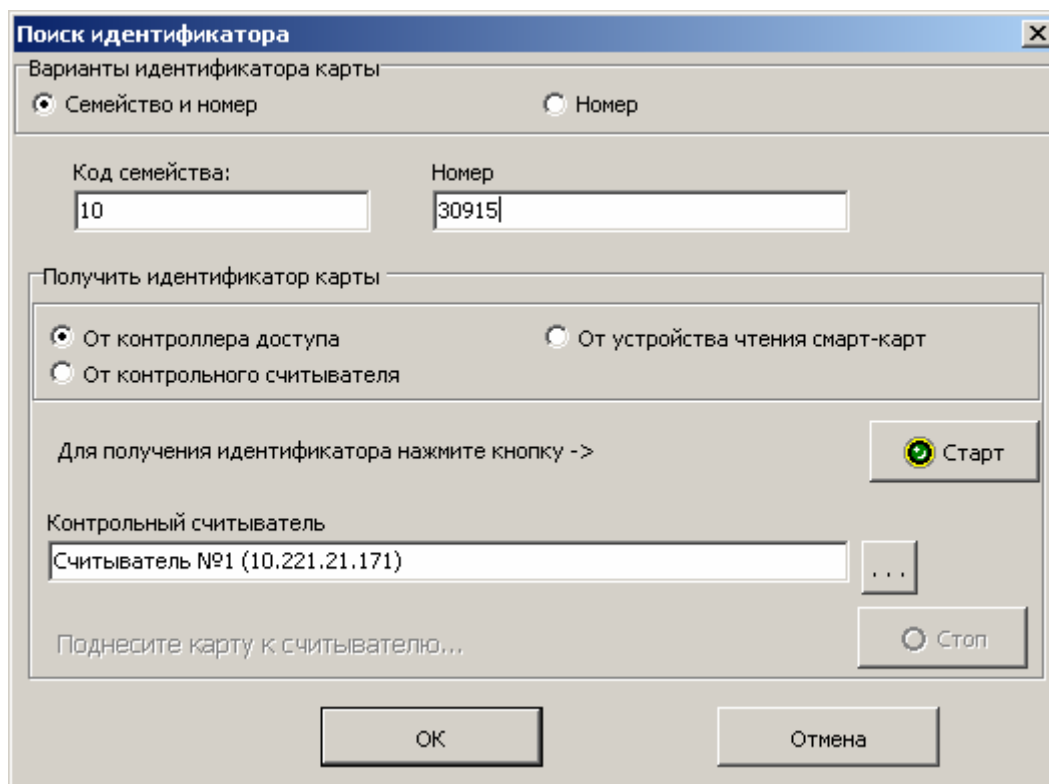 Поиск идентификатора
Варианты идентификатора карты
Семейство и номер Номер
Код семейства: Номер
10 30915
Получить идентификатор карты
От контроллера доступа От устройства чтения смарт-карт
От контрольного считывателя
Для получения идентификатора нажмите кнопку -> Старт
Контрольный считыватель
Считыватель №1 (10.221.21.171) ...
Поднесите карту к считывателю... Стоп
ОК Отмена